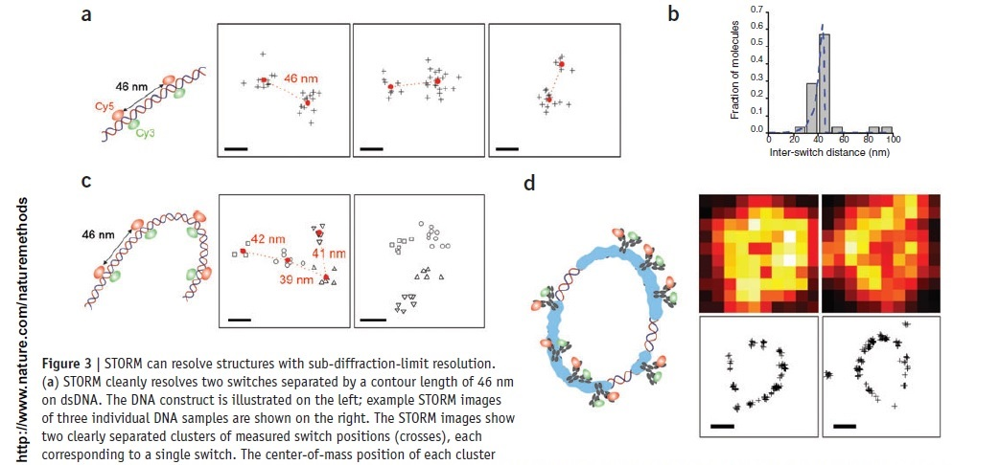 a
46 nm
Cy5
Cy3
46 nm
b
Fraction of molecules
0.7
0.6
0.5
0.4
0.3
0.2
0.1
0.0
0 20 40 60 80 100
Inter-switch distance (nm)
c
46 nm
42 nm
41 nm
39 nm
d
http://www.nature.com/naturemethods
Figure 3 | STORM can resolve structures with sub-diffraction-limit resolution.
(a) STORM cleanly resolves two switches separated by a contour length of 46 nm
on dsDNA. The DNA construct is illustrated on the left; example STORM images
of three individual DNA samples are shown on the right. The STORM images show
two clearly separated clusters of measured switch positions (crosses), each
corresponding to a single switch. The center-of-mass position of each cluster